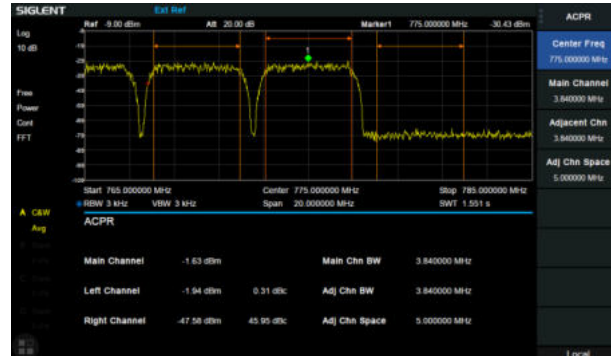 SIGLENT Ext Ref
Ref -9.00 dBm Att 20.00 dB Marker1 775.000000 MHz -30.43 dBm
ACPR
Log
10 dB
Center Freq
775.000000 MHz
Main Channel
3.840000 MHz
Free
Power
Cont
FFT
Adjacent Chn
3.840000 MHz
Adj Chn Space
5.000000 MHz
Start 765.000000 MHz Center 775.000000 MHz Stop 785.000000 MHz
RBW 3 kHz VBW 3 kHz Span 20.000000 MHz SWT 1.551 s
A C&W
Avg
ACPR
Main Channel -1.63 dBm Main Chn BW 3.840000 MHz
Left Channel -1.94 dBm 0.31 dBc Adj Chn BW 3.840000 MHz
Right Channel -47.58 dBm 45.95 dBc Adj Chn Space 5.000000 MHz
Local